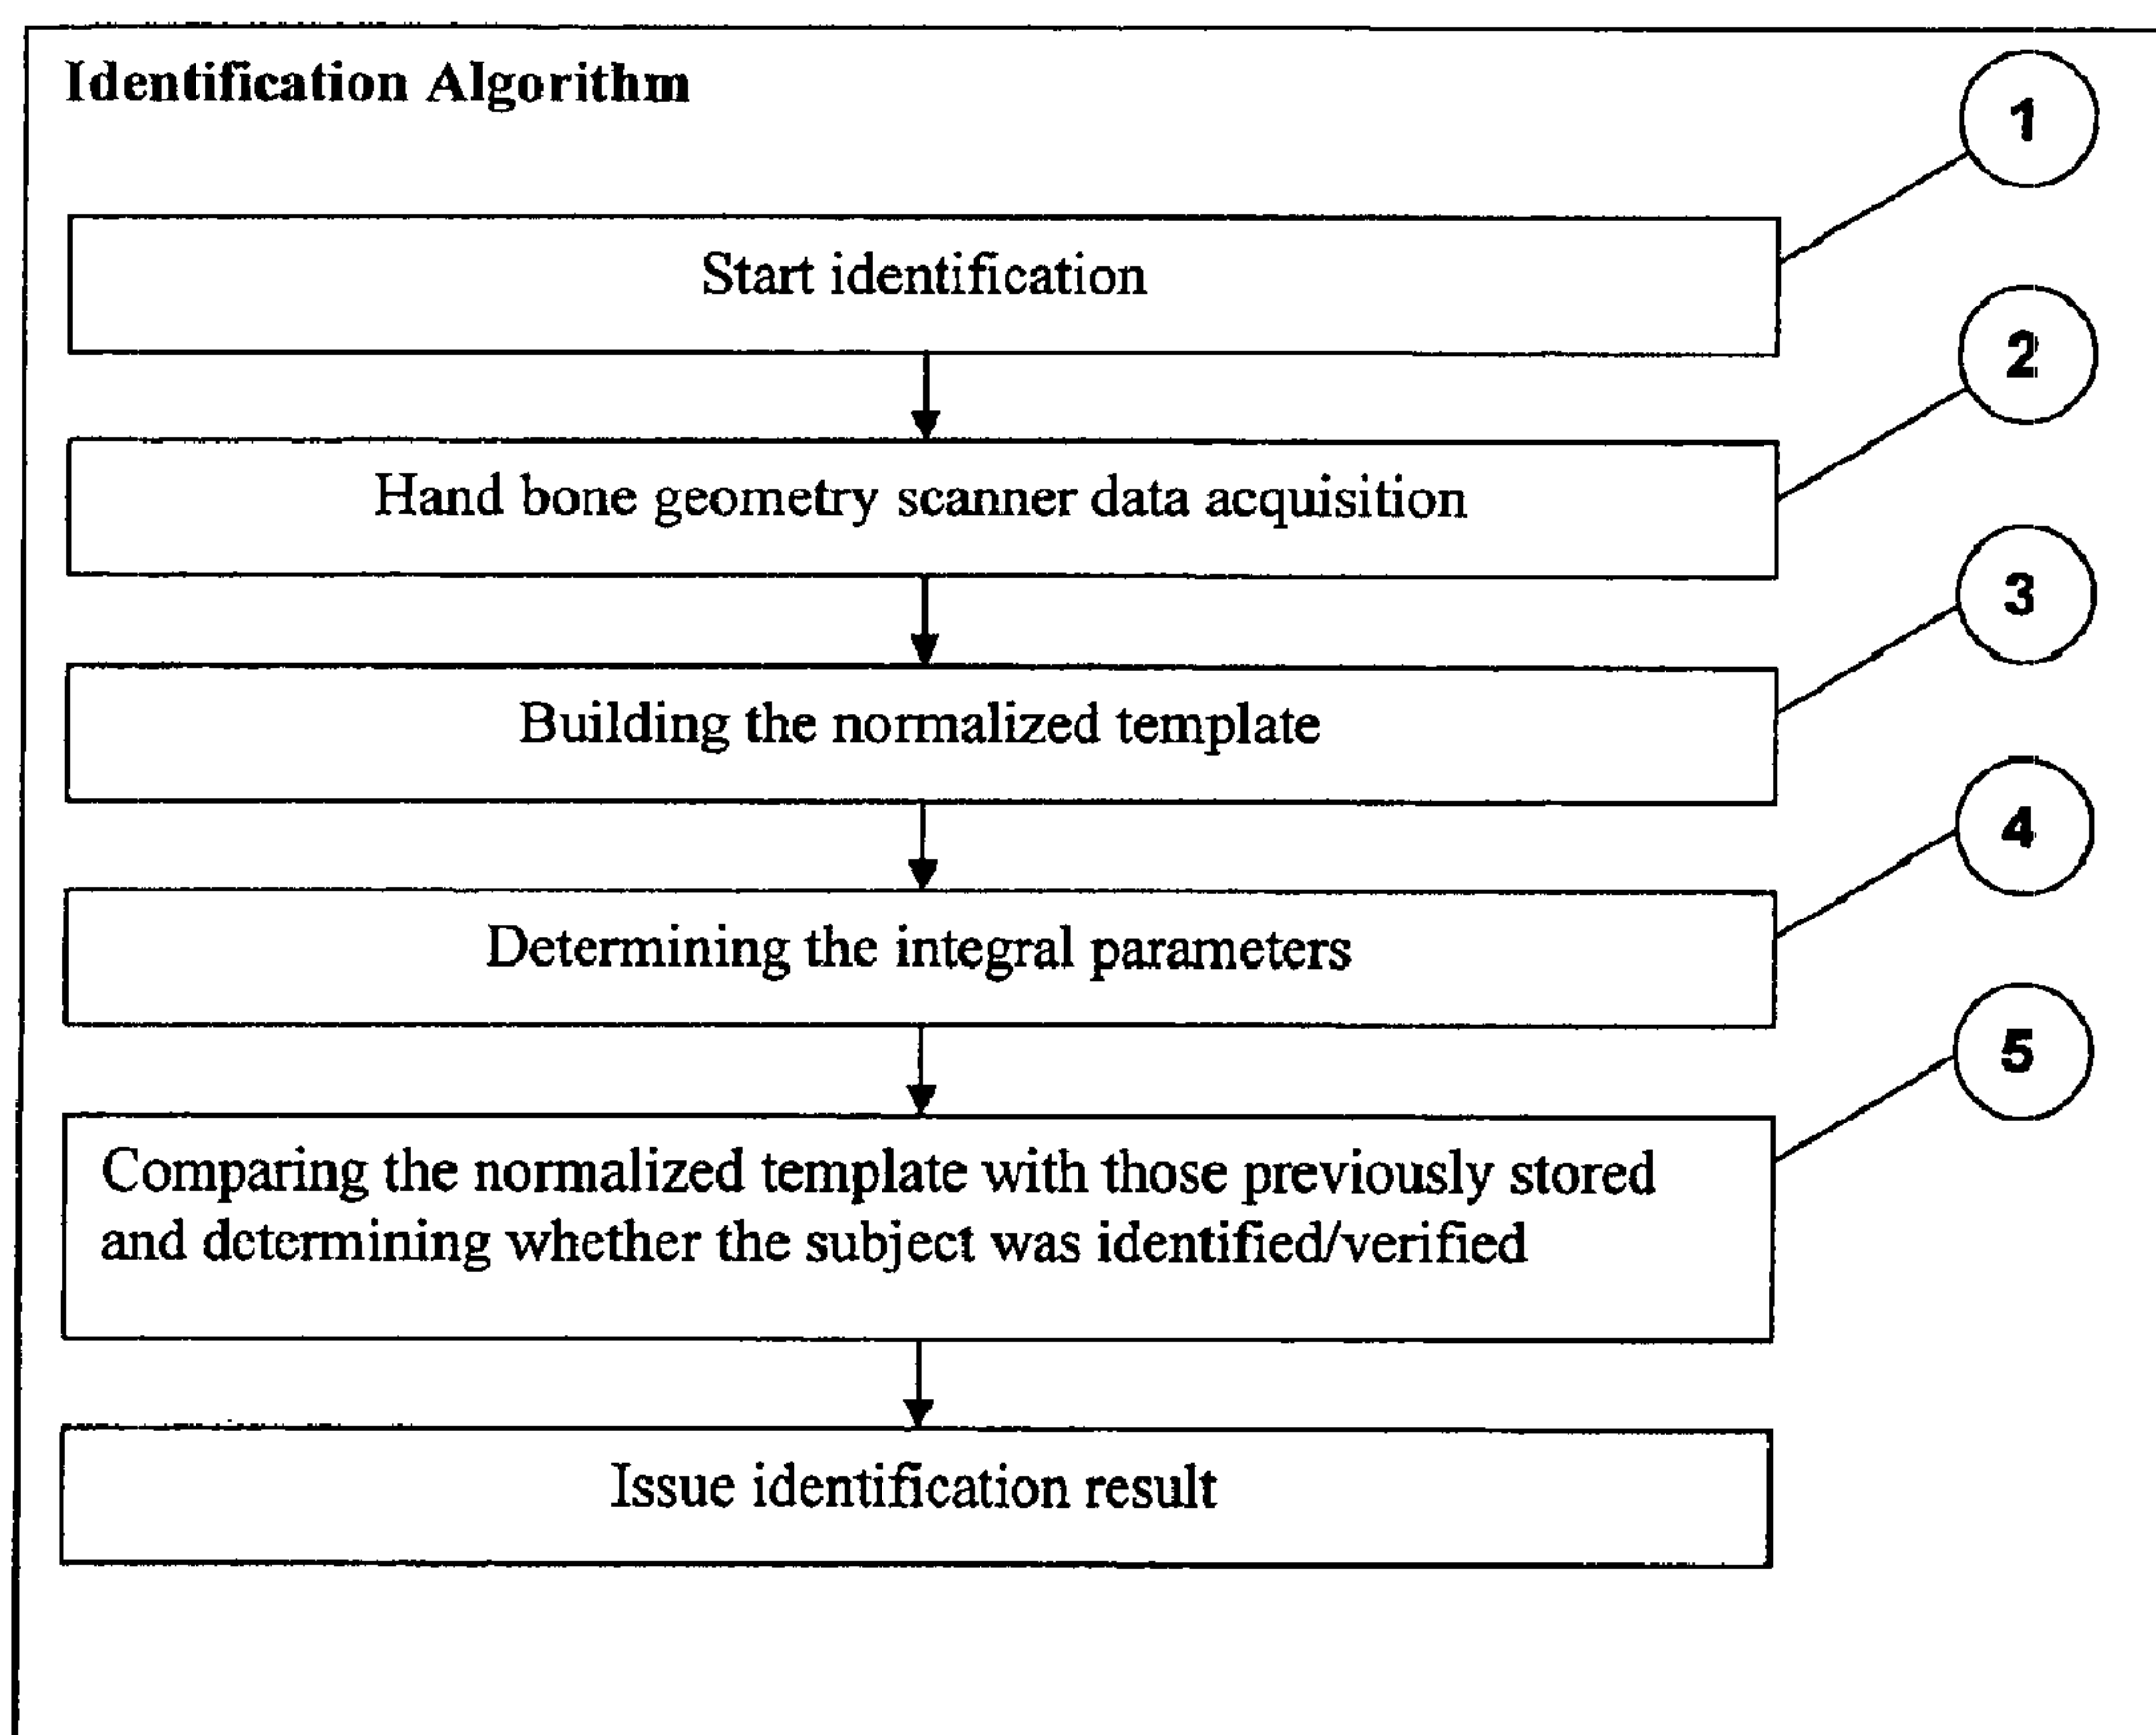 Identification Algorithm
1
Start identification
2
Hand bone geometry scanner data acquisition
3
Building the normalized template
4
Determining the integral parameters
5
Comparing the normalized template with those previously stored
and determining whether the subject was identified/verified
Issue identification result